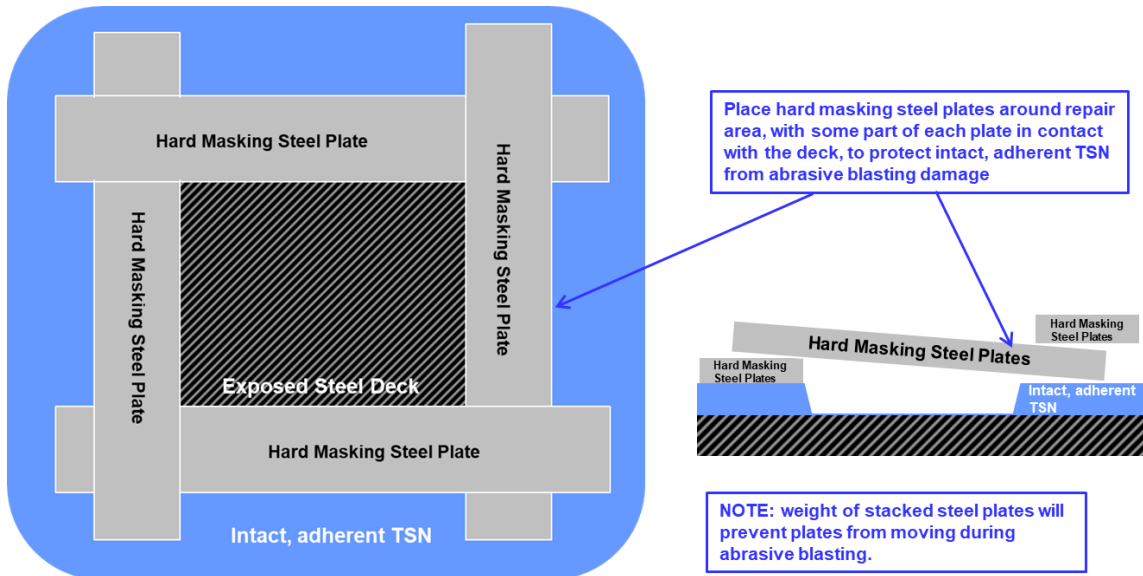 Hard Masking Steel Plate
Hard Masking Steel Plate
Hard Masking Steel Plate
Exposed Steel Deck
Hard Masking Steel Plate
Intact, adherent TSN
Place hard masking steel plates around repair
area, with some part of each plate in contact
with the deck, to protect intact, adherent TSN
from abrasive blasting damage
Hard Masking
Steel Plates
Hard Masking Steel Plates
Hard Masking
Steel Plates
Intact, adherent
TSN
NOTE: weight of stacked steel plates will
prevent plates from moving during
abrasive blasting.